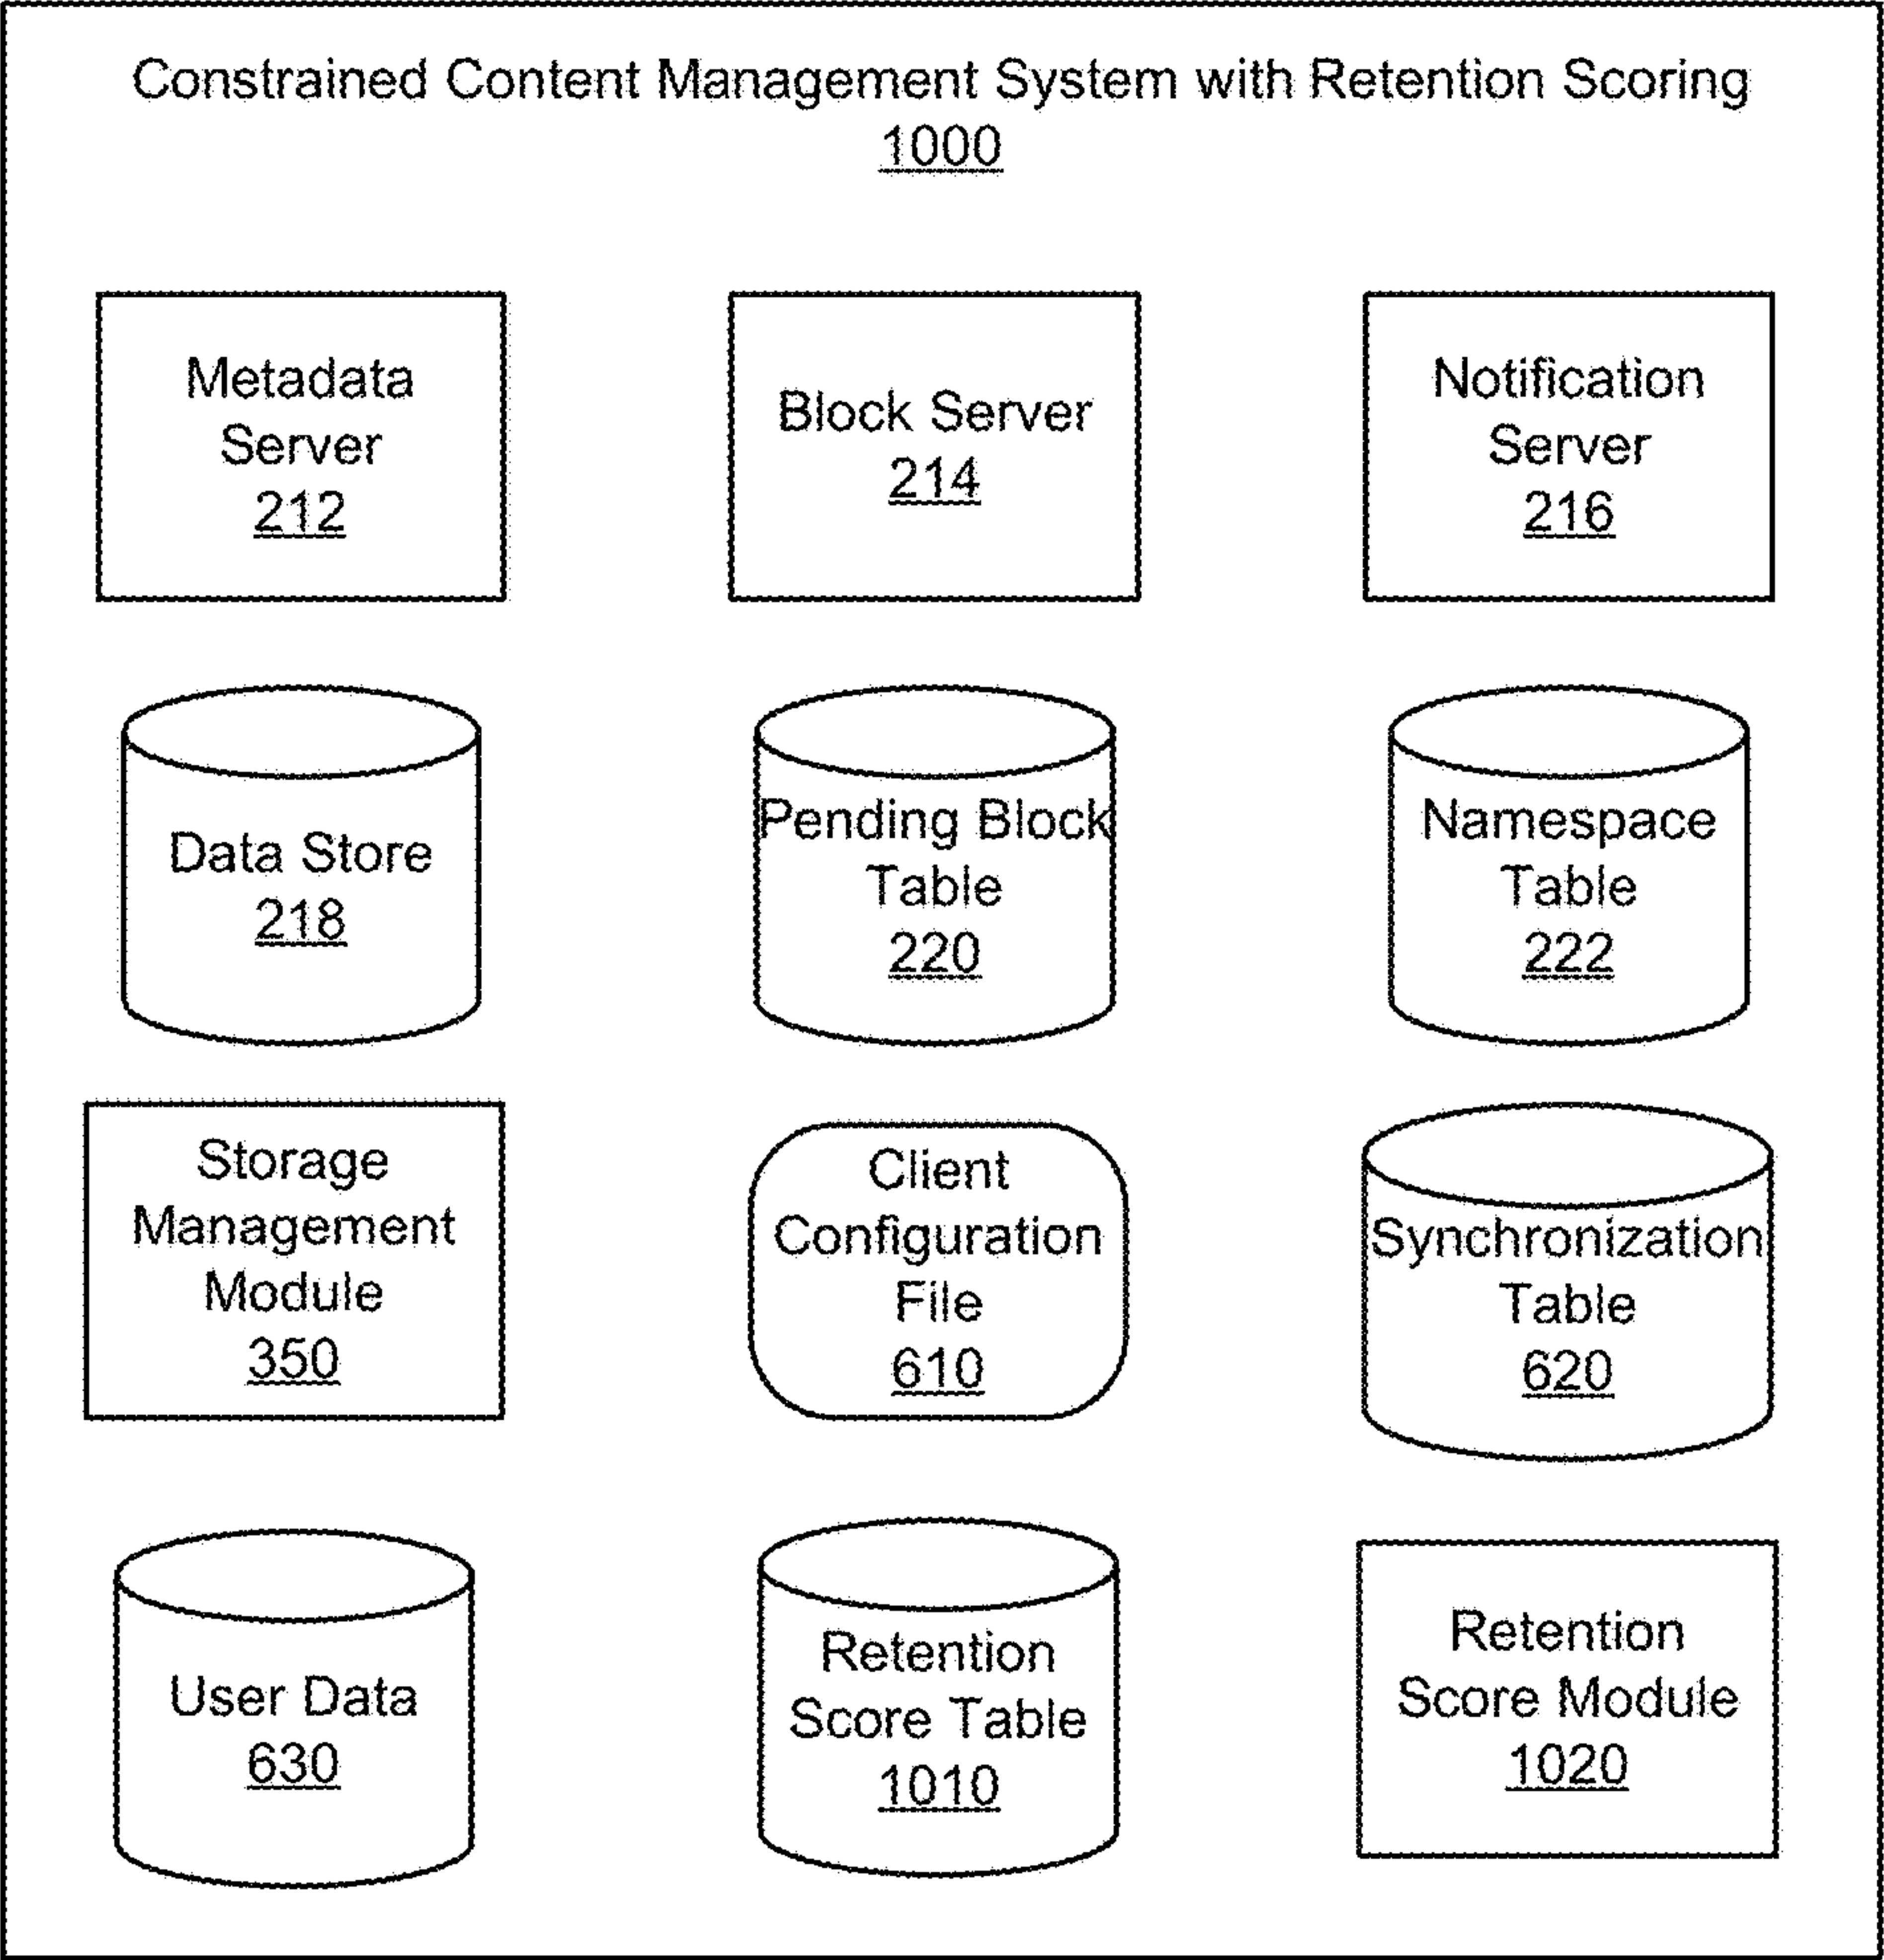 Constrained Content Management System with Retention Scoring
1000
Metadata
Server
212
Block Server
214
Notification
Server
216
Data Store
218
Pending Block
Table
220
Namespace
Table
222
Storage
Management
Module
350
Client
Configuration
File
610
Synchronization
Table
620
User Data
630
Retention
Score Table
1010
Retention
Score Module
1020